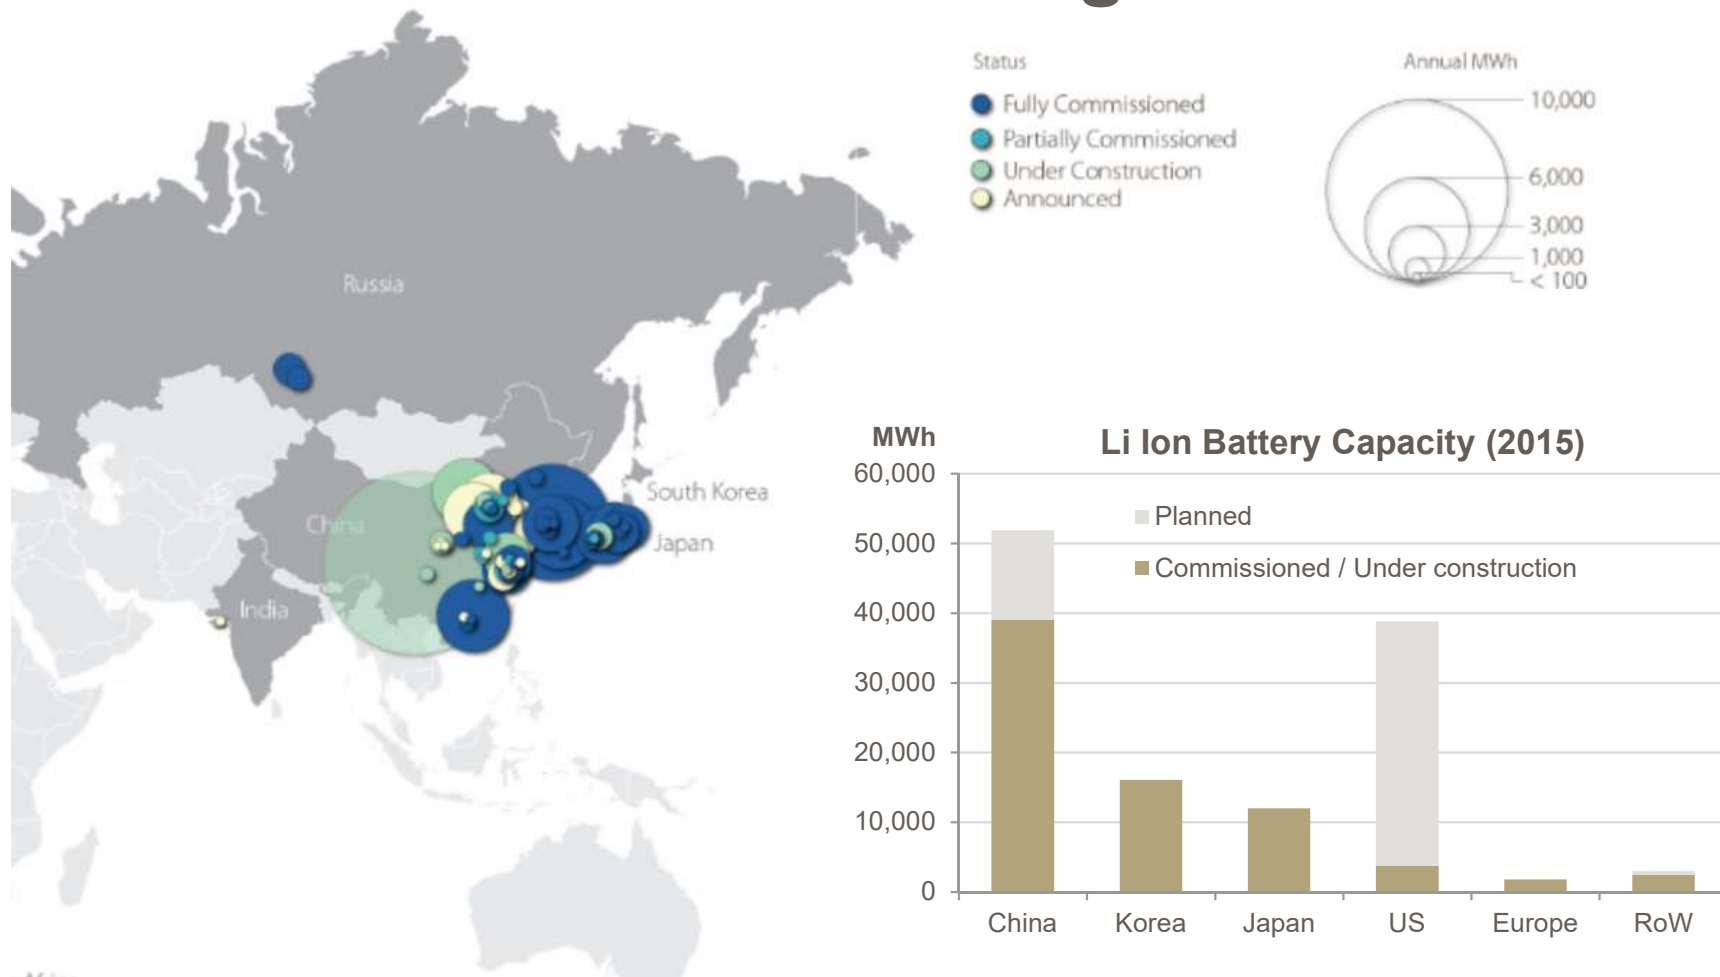 Status
Fully Commissioned
Partially Commissioned
Under Construction
Announced
Annual MWh
10,000
6,000
3,000
1,000
< 100
Russia
South Korea
China
Japan
India
MWh
Li Ion Battery Capacity (2015)
60,000
50,000
40,000
30,000
20,000
10,000
0
Planned
Commissioned / Under construction
China
Korea
Japan
US
Europe
RoW